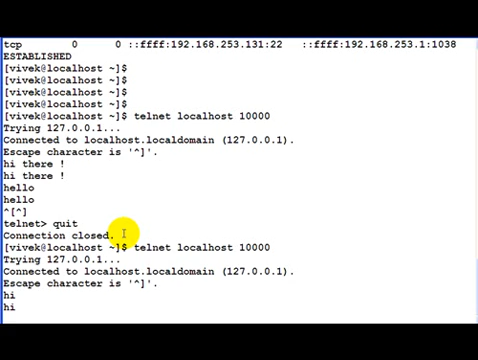 tcp 0 0 ::ffff:192.168.253.131:22 ::ffff:192.168.253.1:1038
ESTABLISHED
[vivek@localhost ~]$
[vivek@localhost ~]$
[vivek@localhost ~]$
[vivek@localhost ~]$
[vivek@localhost ~]$ telnet localhost 10000
Trying 127.0.0.1...
Connected to localhost.localdomain (127.0.0.1).
Escape character is '^]'.
hi there !
hi there !
hello
hello
^[^]
telnet> quit
Connection closed.
[vivek@localhost ~]$ telnet localhost 10000
Trying 127.0.0.1...
Connected to localhost.localdomain (127.0.0.1).
Escape character is '^]'.
hi
hi